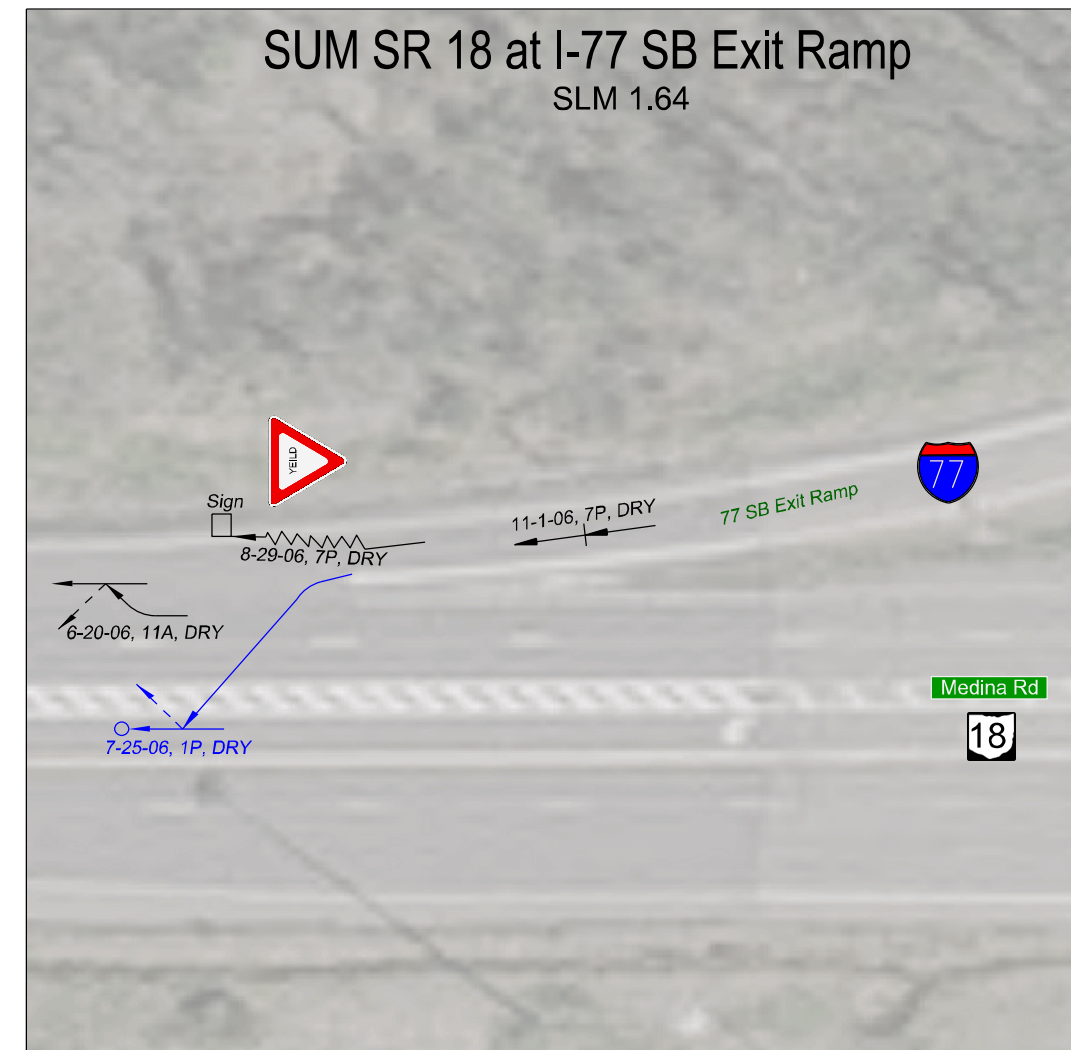 SUM SR 18 at I-77 SB Exit Ramp
SLM 1.64
YEILD
77
Sign
11-1-06, 7P, DRY
77 SB Exit Ramp
8-29-06, 7P, DRY
6-20-06, 11A, DRY
Medina Rd
18
7-25-06, 1P, DRY